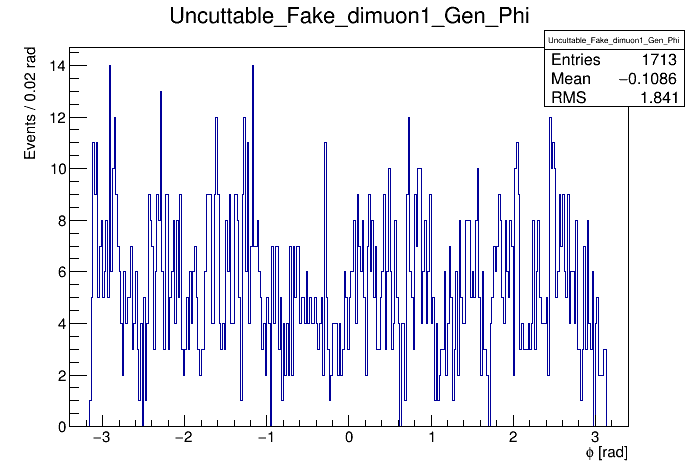 Uncuttable_Fake_dimuon1_Gen_Phi
Uncuttable_Fake_dimuon1_Gen_Phi
Entries 1713
Mean −0.1086
RMS 1.841
Events / 0.02 rad
14
12
10
8
6
4
2
0
−3 −2 −1 0 1 2 3
ϕ [rad]